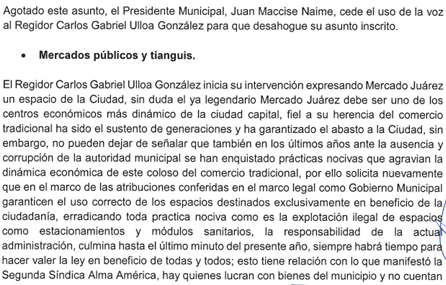 Agotado este asunto, el Presidente Municipal, Juan Maccise Naime, cede el uso de la voz
al Regidor Carlos Gabriel Ulloa González para que desahogue su asunto inscrito.
• Mercados públicos y tianguis.
El Regidor Carlos Gabriel Ulloa González inicia su intervención expresando Mercado Juárez
un espacio de la Ciudad, sin duda el ya legendario Mercado Juárez debe ser uno de los
centros económicos más dinámico de la ciudad capital, fiel a su herencia del comercio
tradicional ha sido el sustento de generaciones y ha garantizado el abasto a la Ciudad, sin
embargo, no pueden dejar de señalar que también en los últimos años ante la ausencia y
corrupción de la autoridad municipal se han enquistado prácticas nocivas que agravian la
dinámica económica de este coloso del comercio tradicional, por ello solicita nuevamente
que en el marco de las atribuciones conferidas en el marco legal como Gobierno Municipal
garanticen el uso correcto de los espacios destinados exclusivamente en beneficio de la
ciudadanía, erradicando toda practica nociva como es la explotación ilegal de espacios
como estacionamientos y módulos sanitarios, la responsabilidad de la actual
administración, culmina hasta el último minuto del presente año, siempre habrá tiempo para
hacer valer la ley en beneficio de todas y todos; esto tiene relación con lo que manifestó la
Segunda Síndica Alma América, hay quienes lucran con bienes del municipio y no cuentan